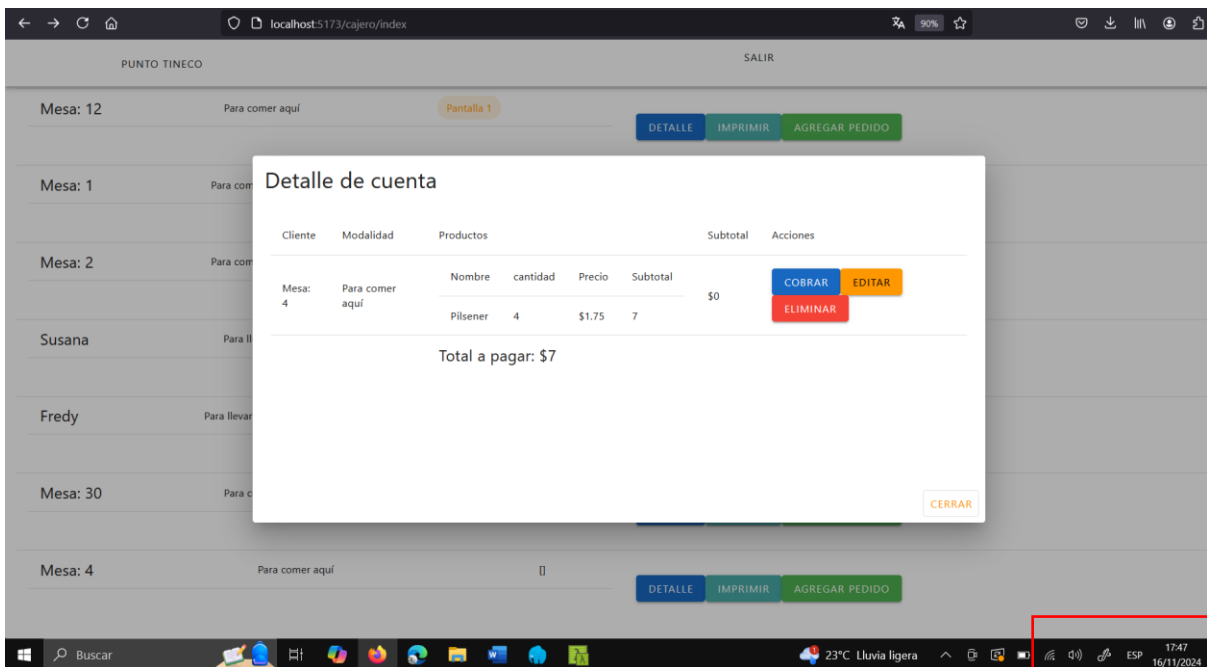 localhost:5173/cajero/index
90%
PUNTO TINECO
SALIR
Mesa: 12
Para comer aquí
Pantalla 1
DETALLE
IMPRIMIR
AGREGAR PEDIDO
Mesa: 1
Para com
Mesa: 2
Para com
Susana
Para ll
Fredy
Para llevar
Mesa: 30
Para c
Detalle de cuenta
Cliente Modalidad Productos Subtotal Acciones
Nombre cantidad Precio Subtotal
Mesa: 4
Para comer aquí
Pilsener 4 $1.75 7
$0
COBRAR
EDITAR
ELIMINAR
Total a pagar: $7
CERRAR
Mesa: 4
Para comer aquí
[]
DETALLE
IMPRIMIR
AGREGAR PEDIDO
Buscar
23°C Lluvia ligera
ESP
17:47
16/11/2024